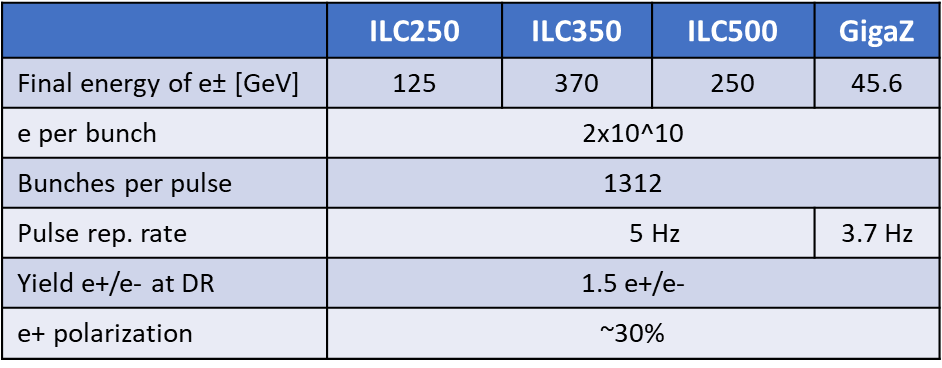 ILC250 ILC350 ILC500 GigaZ
Final energy of e± [GeV] 125 370 250 45.6
e per bunch 2x10^10
Bunches per pulse 1312
Pulse rep. rate 5 Hz 3.7 Hz
Yield e+/e- at DR 1.5 e+/e-
e+ polarization ~30%